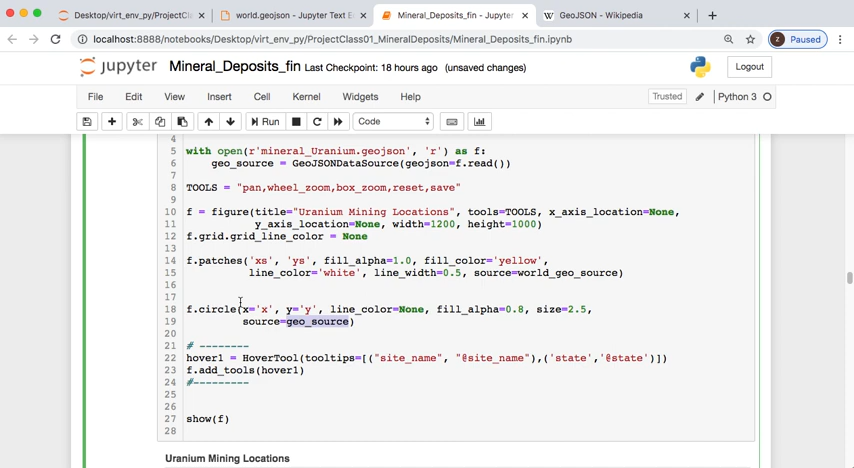 Desktop/virt_env_py/ProjectCla
world.geojson - Jupyter Text E
Mineral_Deposits_fin - Jupyter
GeoJSON - Wikipedia
localhost:8888/notebooks/Desktop/virt_env_py/ProjectClass01_MineralDeposits/Mineral_Deposits_fin.ipynb
Z Paused
jupyter Mineral_Deposits_fin Last Checkpoint: 18 hours ago (unsaved changes)
Logout
File Edit View Insert Cell Kernel Widgets Help
Trusted Python 3
Run Code
4
5 with open(r'mineral_Uranium.geojson', 'r') as f:
6 geo_source = GeoJSONDataSource(geojson=f.read())
7
8 TOOLS = "pan,wheel_zoom,box_zoom,reset,save"
9
10 f = figure(title="Uranium Mining Locations", tools=TOOLS, x_axis_location=None,
11 y_axis_location=None, width=1200, height=1000)
12 f.grid.grid_line_color = None
13
14 f.patches('xs', 'ys', fill_alpha=1.0, fill_color='yellow',
15 line_color='white', line_width=0.5, source=world_geo_source)
16
17
18 f.circle(x='x', y='y', line_color=None, fill_alpha=0.8, size=2.5,
19 source=geo_source)
20
21 # --------
22 hover1 = HoverTool(tooltips=[("site_name", "@site_name"),('state','@state')])
23 f.add_tools(hover1)
24 #---------
25
26
27 show(f)
28
Uranium Mining Locations